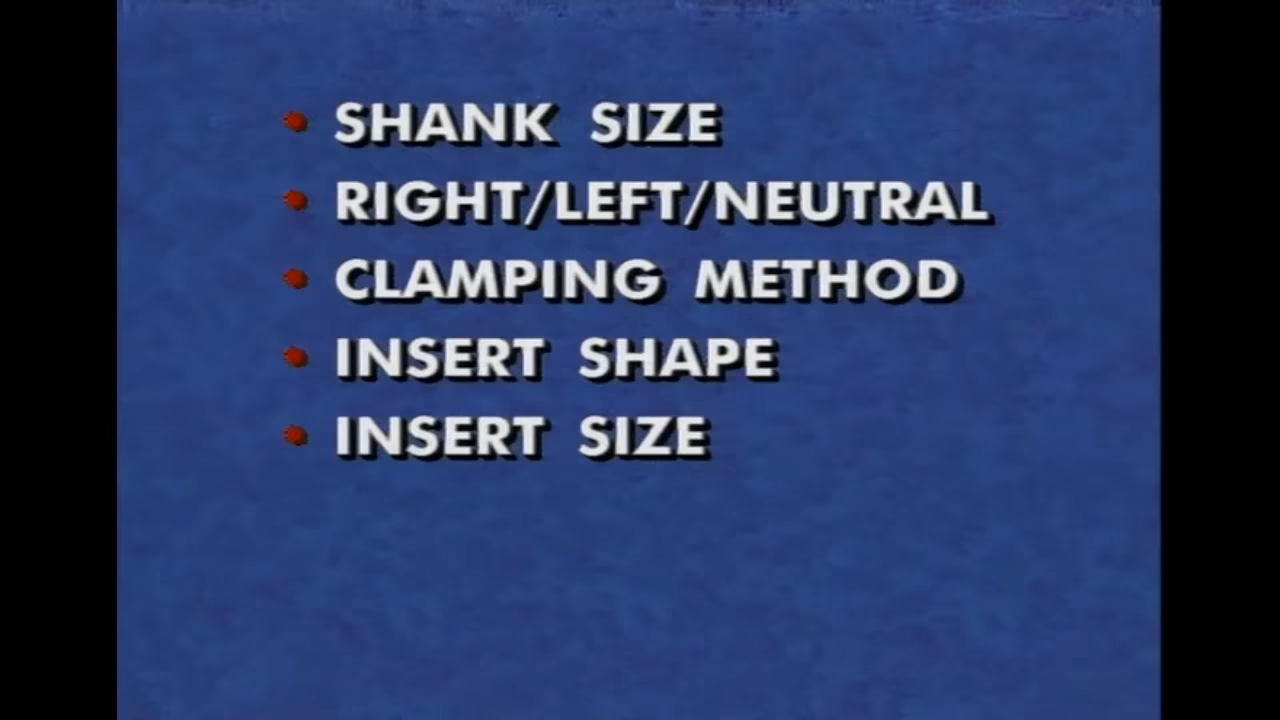 SHANK SIZE
RIGHT/LEFT/NEUTRAL
CLAMPING METHOD
INSERT SHAPE
INSERT SIZE